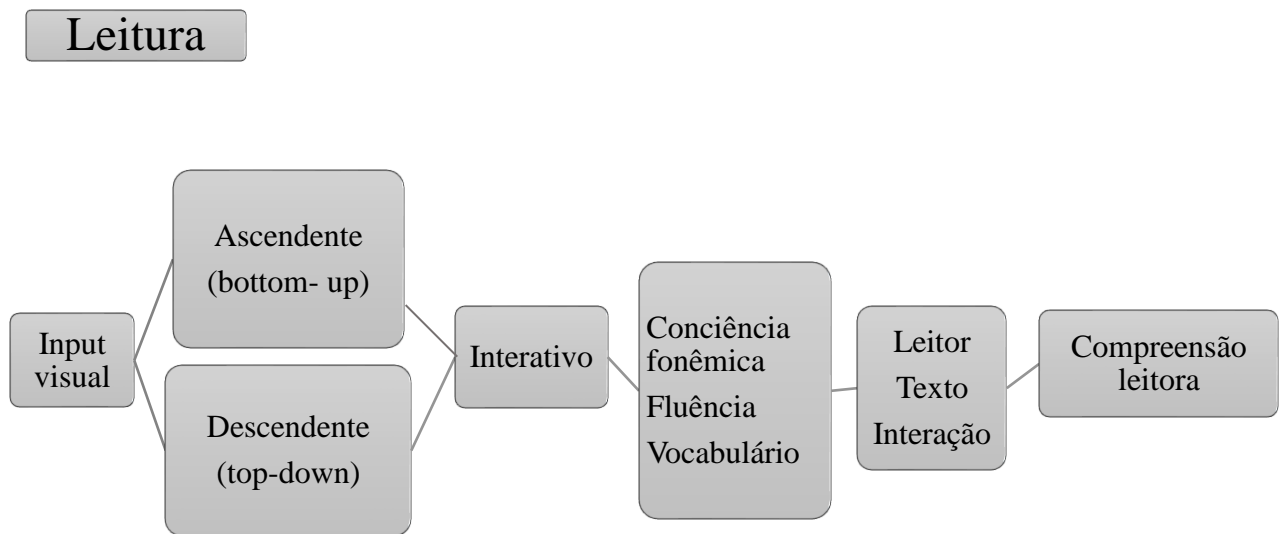 Leitura
Input
visual
Ascendente
(bottom- up)
Descendente
(top-down)
Interativo
Conciência
fonêmica
Fluência
Vocabulário
Leitor
Texto
Interação
Compreensão
leitora